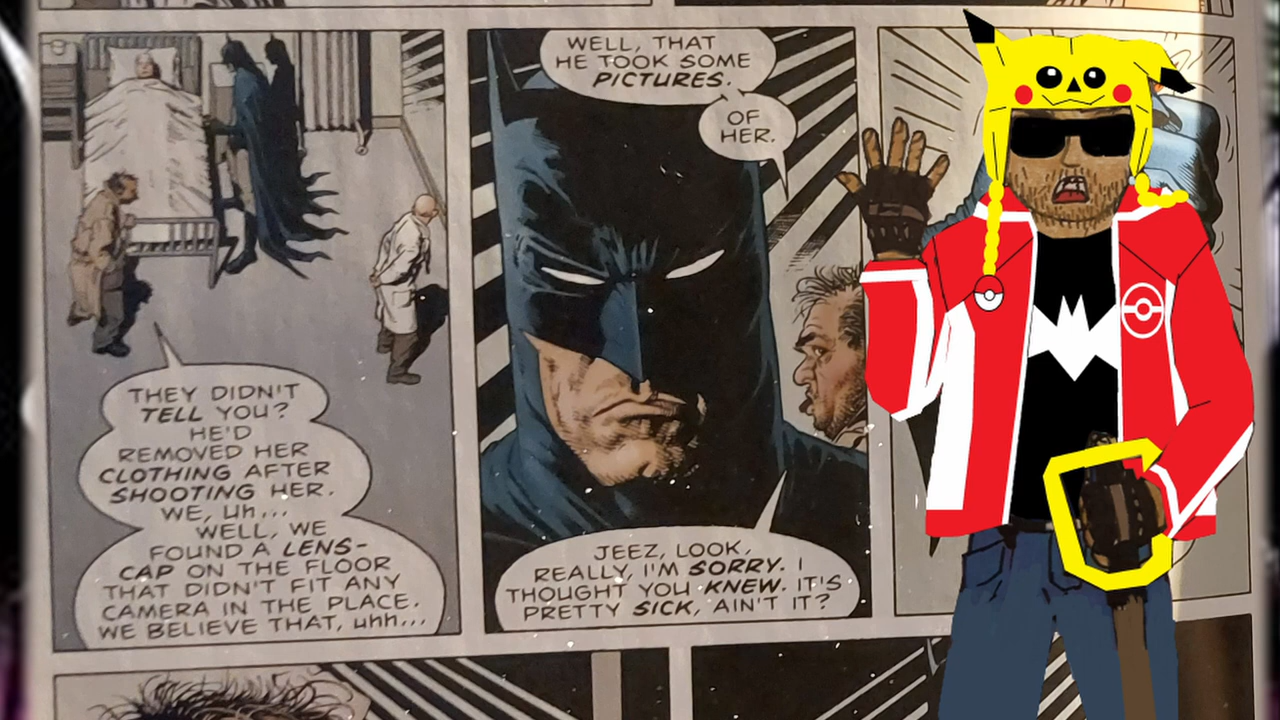 THEY DIDN'T
TELL YOU?
HE'D
REMOVED HER
CLOTHING AFTER
SHOOTING HER.
WE, uh...
WELL, WE
FOUND A LENS-
CAP ON THE FLOOR
THAT DIDN'T FIT ANY
CAMERA IN THE PLACE.
WE BELIEVE THAT, uhh...
WELL, THAT
HE TOOK SOME
PICTURES.
OF
HER.
JEEZ, LOOK,
REALLY, I'M SORRY. I
THOUGHT YOU KNEW. IT'S
PRETTY SICK, AIN'T IT?